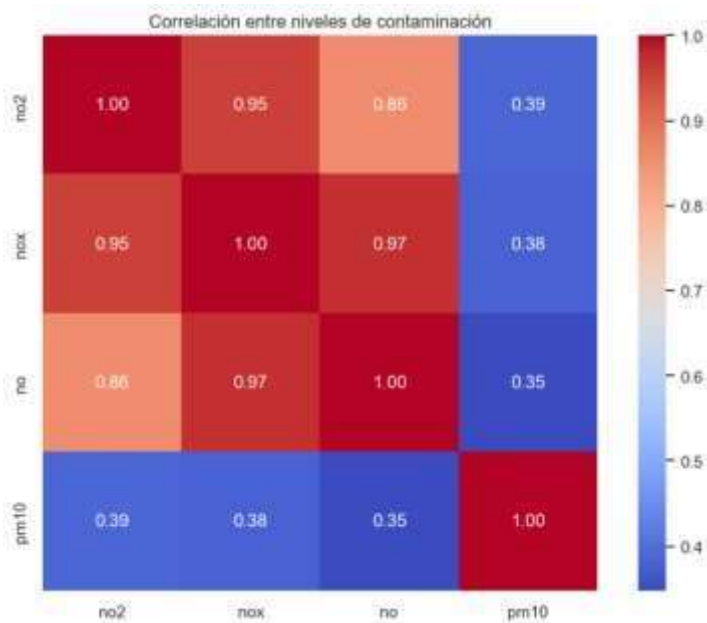 Correlación entre niveles de contaminación
no2 1.00 0.95 0.86 0.39
nox 0.95 1.00 0.97 0.38
no 0.86 0.97 1.00 0.35
pm10 0.39 0.38 0.35 1.00
no2 nox no pm10
1.0
0.9
0.8
0.7
0.6
0.5
0.4